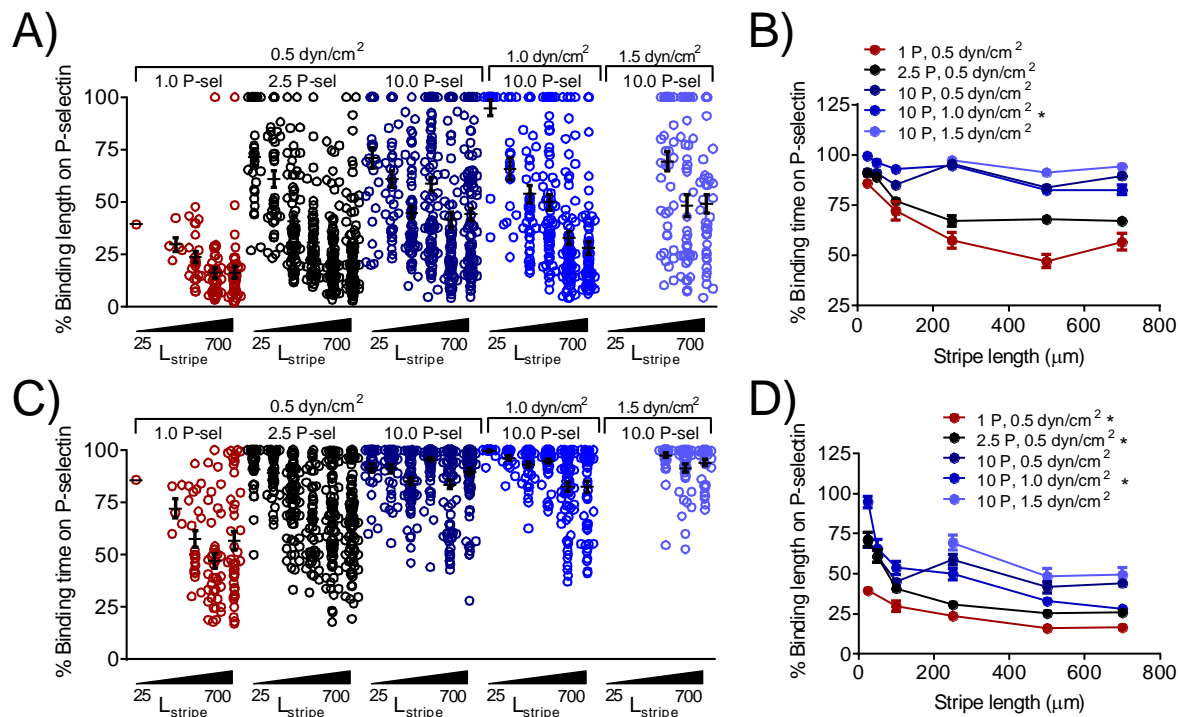 A)
0.5 dyn/cm2
1.0 dyn/cm2
1.5 dyn/cm2
1.0 P-sel
2.5 P-sel
10.0 P-sel
10.0 P-sel
10.0 P-sel
% Binding length on P-selectin
100
75
50
25
0
25 700
Lstripe
25 700
Lstripe
25 700
Lstripe
25 700
Lstripe
25 700
Lstripe
B)
1 P, 0.5 dyn/cm2
2.5 P, 0.5 dyn/cm2
10 P, 0.5 dyn/cm2
10 P, 1.0 dyn/cm2 *
10 P, 1.5 dyn/cm2
% Binding time on P-selectin
125
100
75
50
25
0 200 400 600 800
Stripe length (μm)
C)
0.5 dyn/cm2
1.0 dyn/cm2
1.5 dyn/cm2
1.0 P-sel
2.5 P-sel
10.0 P-sel
10.0 P-sel
10.0 P-sel
% Binding time on P-selectin
100
75
50
25
0
25 700
Lstripe
25 700
Lstripe
25 700
Lstripe
25 700
Lstripe
25 700
Lstripe
D)
1 P, 0.5 dyn/cm2 *
2.5 P, 0.5 dyn/cm2 *
10 P, 0.5 dyn/cm2
10 P, 1.0 dyn/cm2 *
10 P, 1.5 dyn/cm2
% Binding length on P-selectin
125
100
75
50
25
0
0 200 400 600 800
Stripe length (μm)